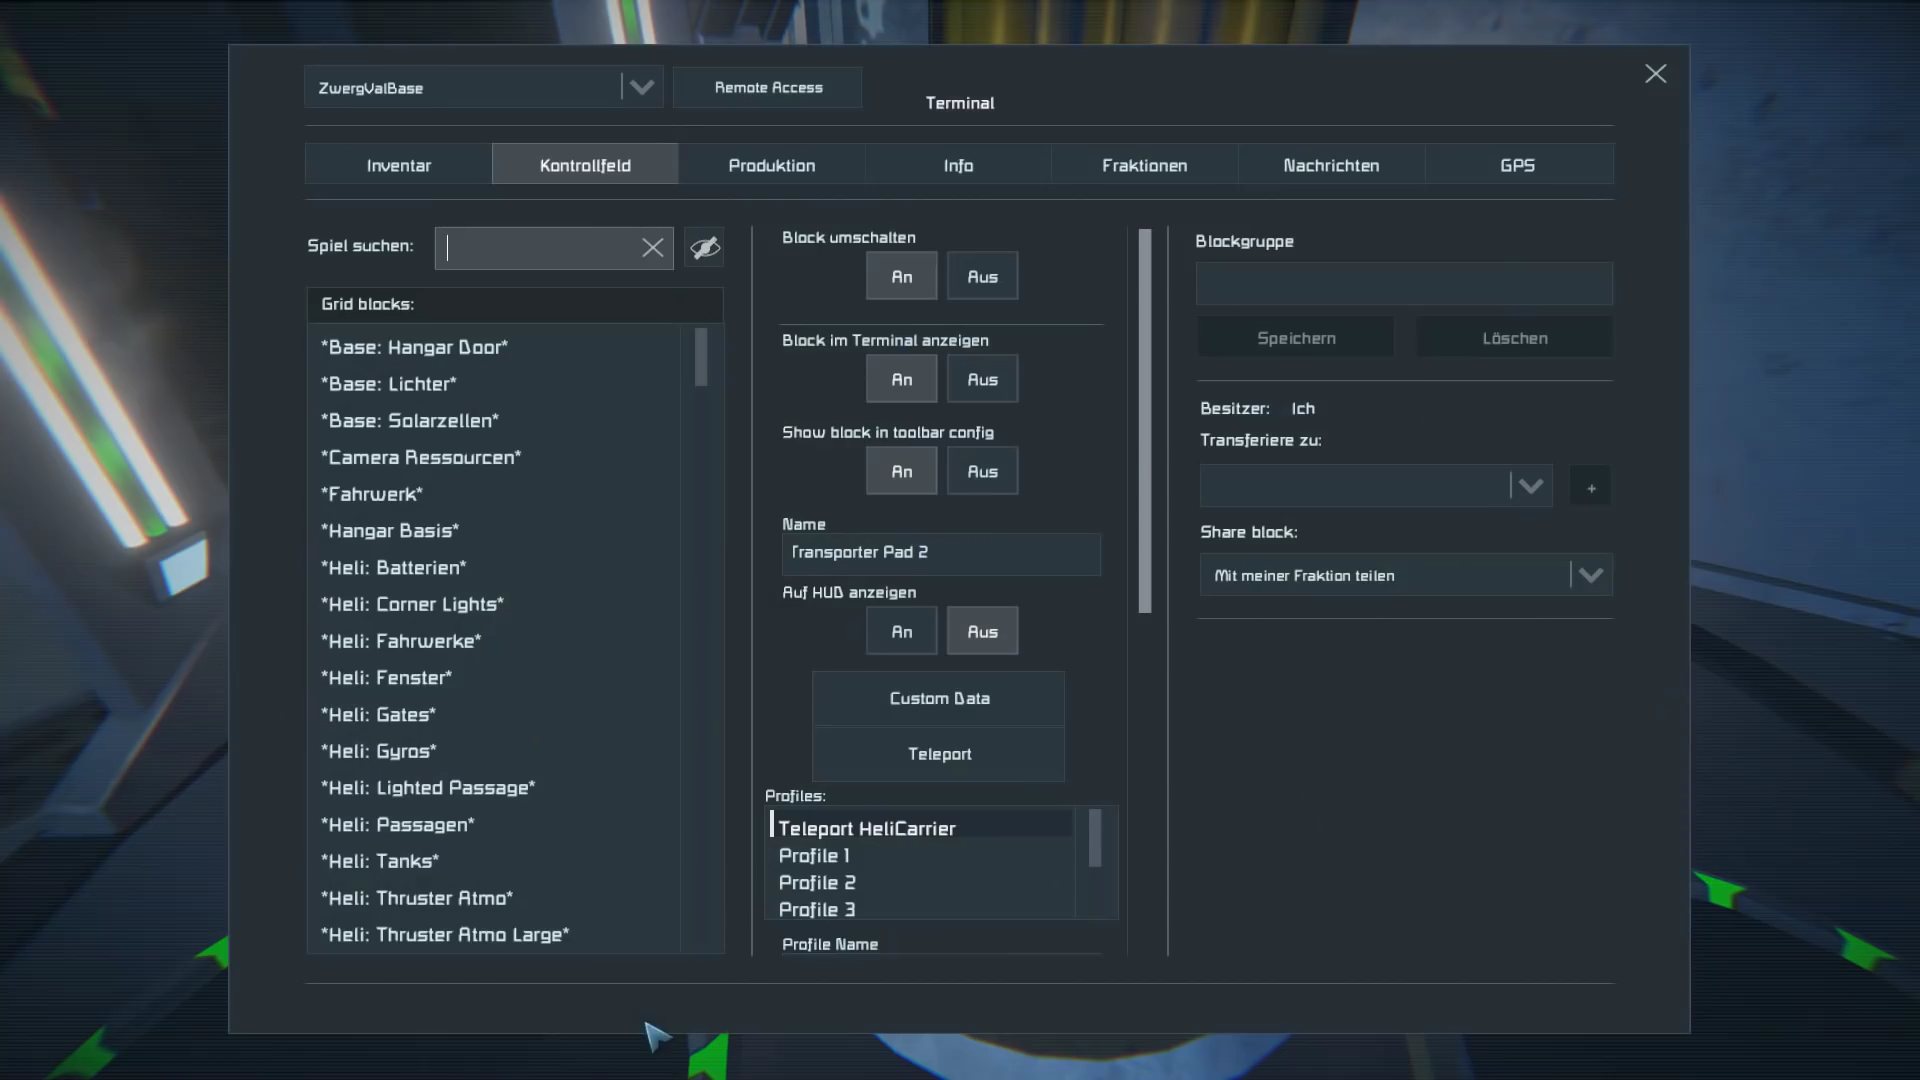 ZwergValBase
Remote Access
Terminal
Inventar
Kontrollfeld
Produktion
Info
Fraktionen
Nachrichten
GPS
Spiel suchen:
Grid blocks:
*Base: Hangar Door*
*Base: Lichter*
*Base: Solarzellen*
*Camera Ressourcen*
*Fahrwerk*
*Hangar Basis*
*Heli: Batterien*
*Heli: Corner Lights*
*Heli: Fahrwerke*
*Heli: Fenster*
*Heli: Gates*
*Heli: Gyros*
*Heli: Lighted Passage*
*Heli: Passagen*
*Heli: Tanks*
*Heli: Thruster Atmo*
*Heli: Thruster Atmo Large*
Block umschalten
An Aus
Block im Terminal anzeigen
An Aus
Show block in toolbar config
An Aus
Name
Transporter Pad 2
Auf HUD anzeigen
An Aus
Custom Data
Teleport
Profiles:
Teleport HeliCarrier
Profile 1
Profile 2
Profile 3
Profile Name
Blockgruppe
Speichern
Löschen
Besitzer: Ich
Transferiere zu:
+
Share block:
Mit meiner Fraktion teilen